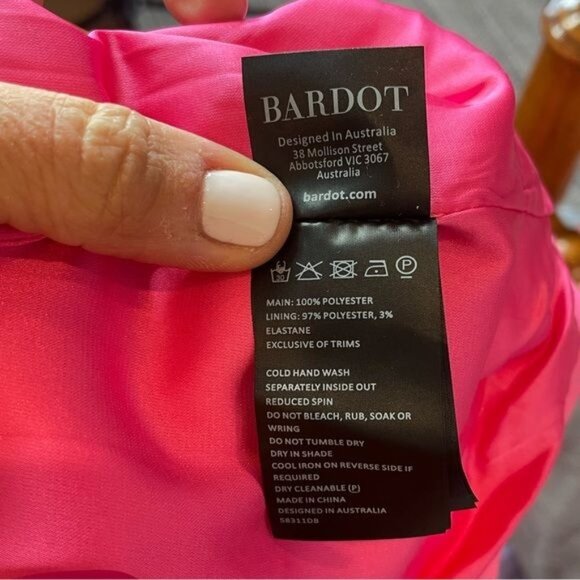 BARDOT
Designed In Australia
38 Mollison Street
Abbotsford VIC 3067
Australia
bardot.com
20
P
MAIN: 100% POLYESTER
LINING: 97% POLYESTER, 3%
ELASTANE
EXCLUSIVE OF TRIMS
COLD HAND WASH
SEPARATELY INSIDE OUT
REDUCED SPIN
DO NOT BLEACH, RUB, SOAK OR
WRING
DO NOT TUMBLE DRY
DRY IN SHADE
COOL IRON ON REVERSE SIDE IF
REQUIRED
DRY CLEANABLE (P)
MADE IN CHINA
DESIGNED IN AUSTRALIA
58311DB